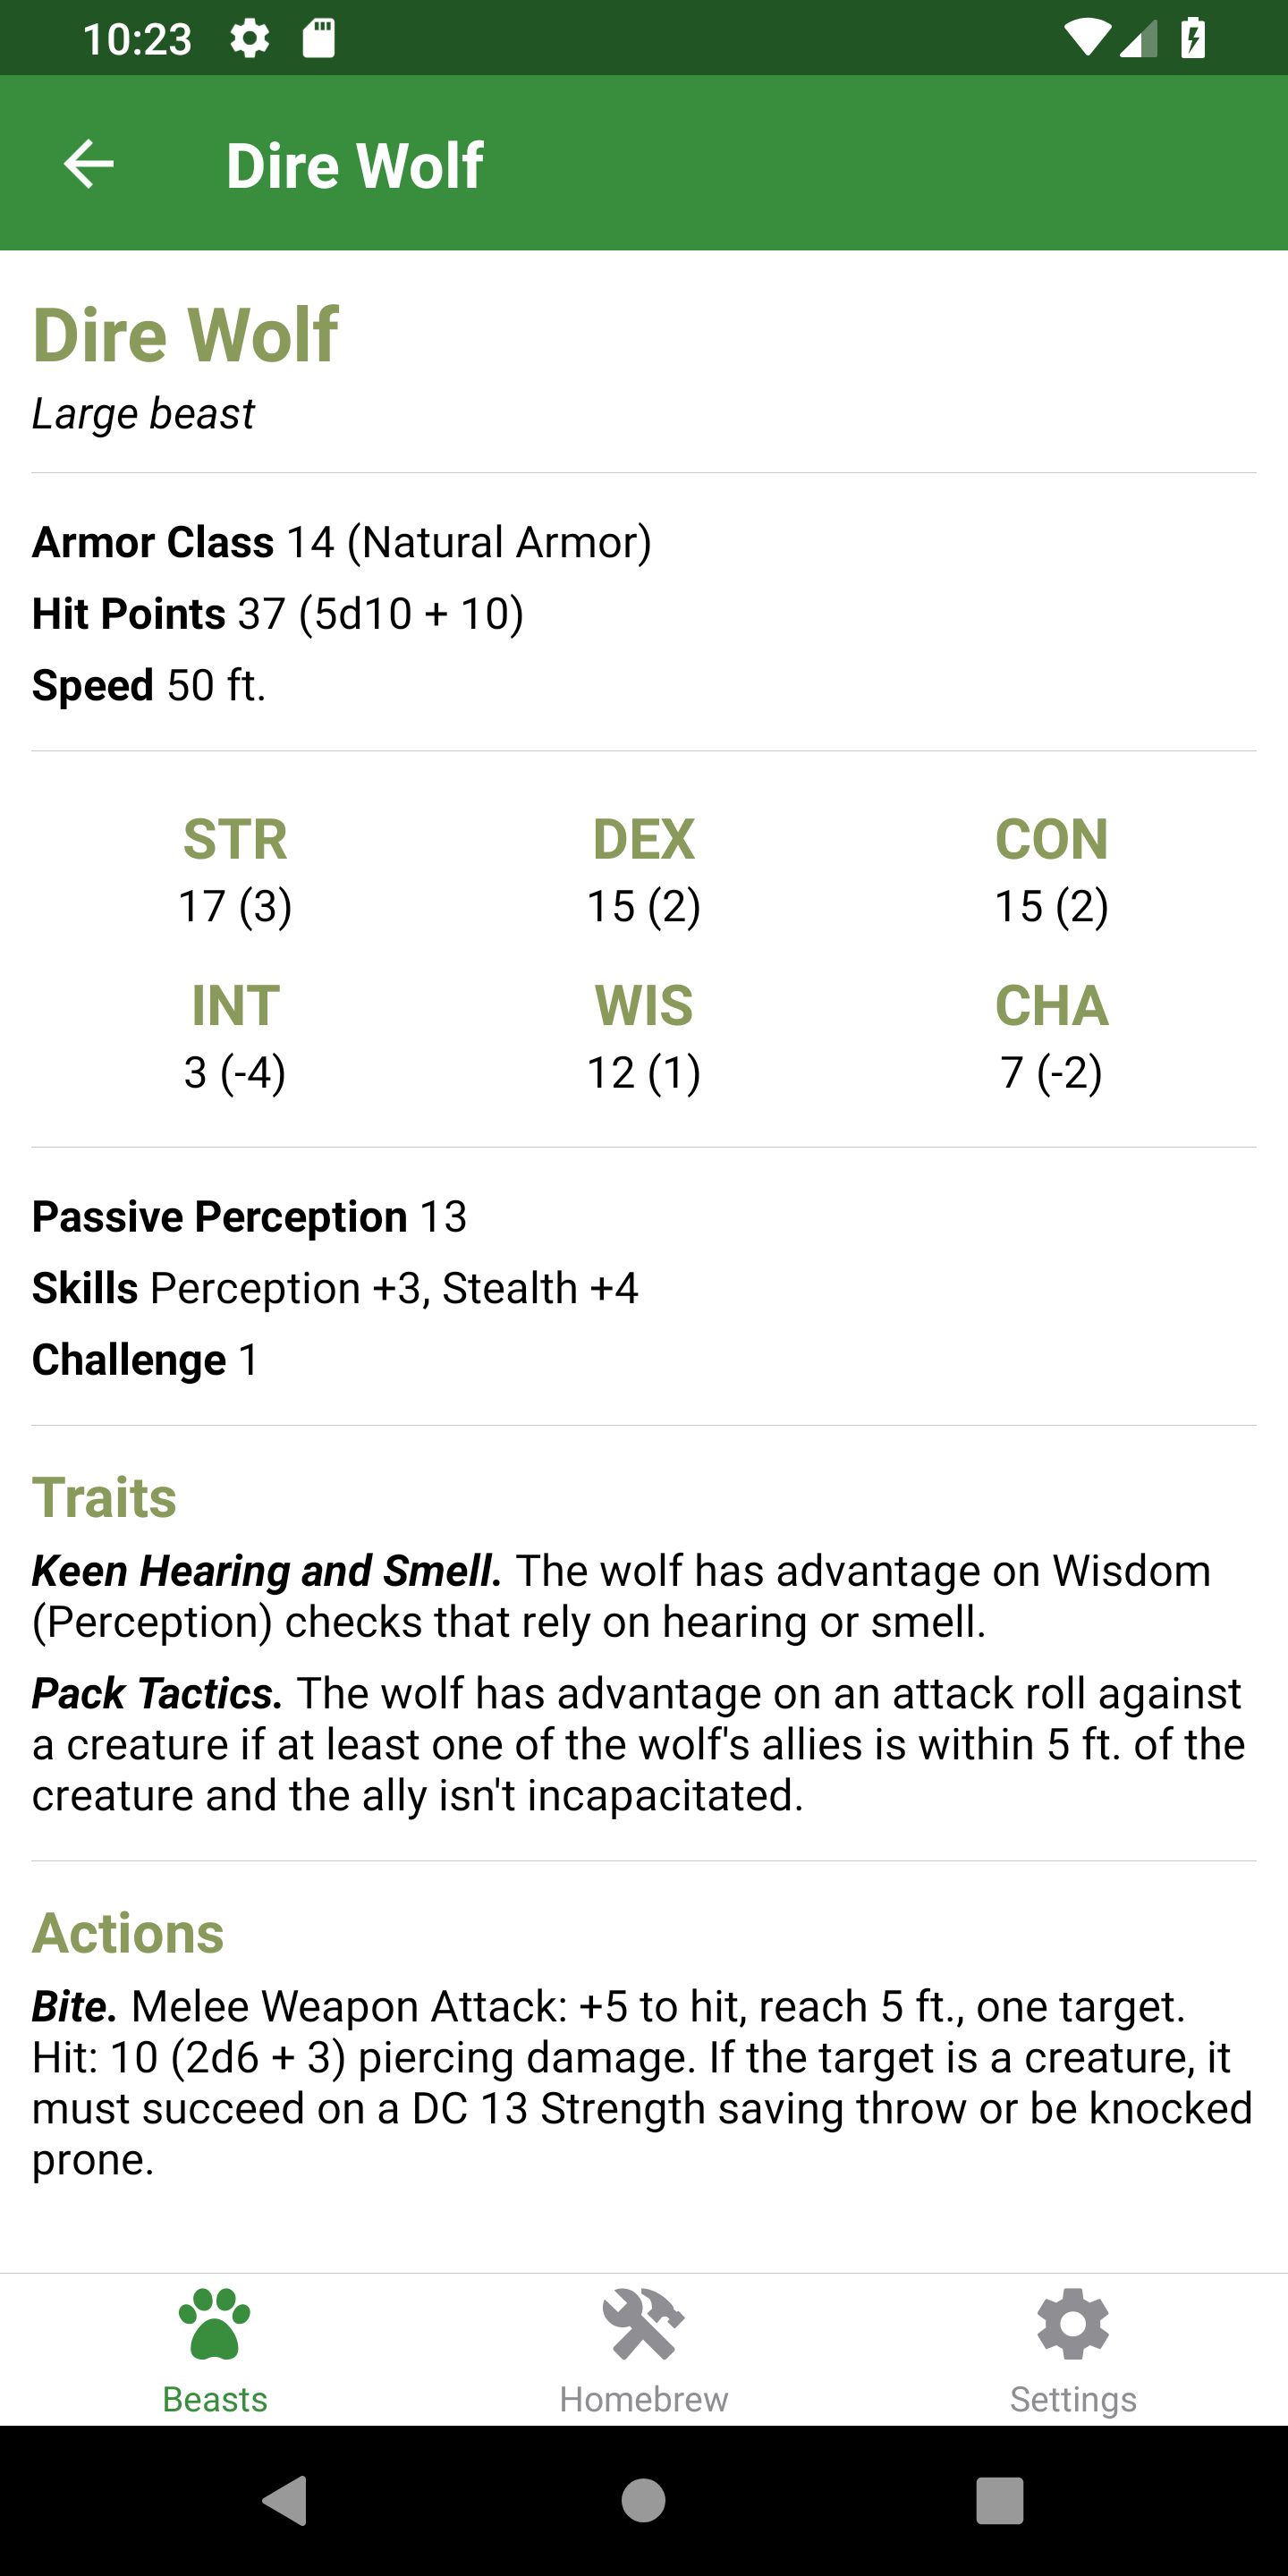 10:23
Dire Wolf
Dire Wolf
Large beast
Armor Class 14 (Natural Armor)
Hit Points 37 (5d10 + 10)
Speed 50 ft.
STR DEX CON
17 (3) 15 (2) 15 (2)
INT WIS CHA
3 (-4) 12 (1) 7 (-2)
Passive Perception 13
Skills Perception +3, Stealth +4
Challenge 1
Traits
Keen Hearing and Smell. The wolf has advantage on Wisdom
(Perception) checks that rely on hearing or smell.
Pack Tactics. The wolf has advantage on an attack roll against
a creature if at least one of the wolf's allies is within 5 ft. of the
creature and the ally isn't incapacitated.
Actions
Bite. Melee Weapon Attack: +5 to hit, reach 5 ft., one target.
Hit: 10 (2d6 + 3) piercing damage. If the target is a creature, it
must succeed on a DC 13 Strength saving throw or be knocked
prone.
Beasts Homebrew Settings